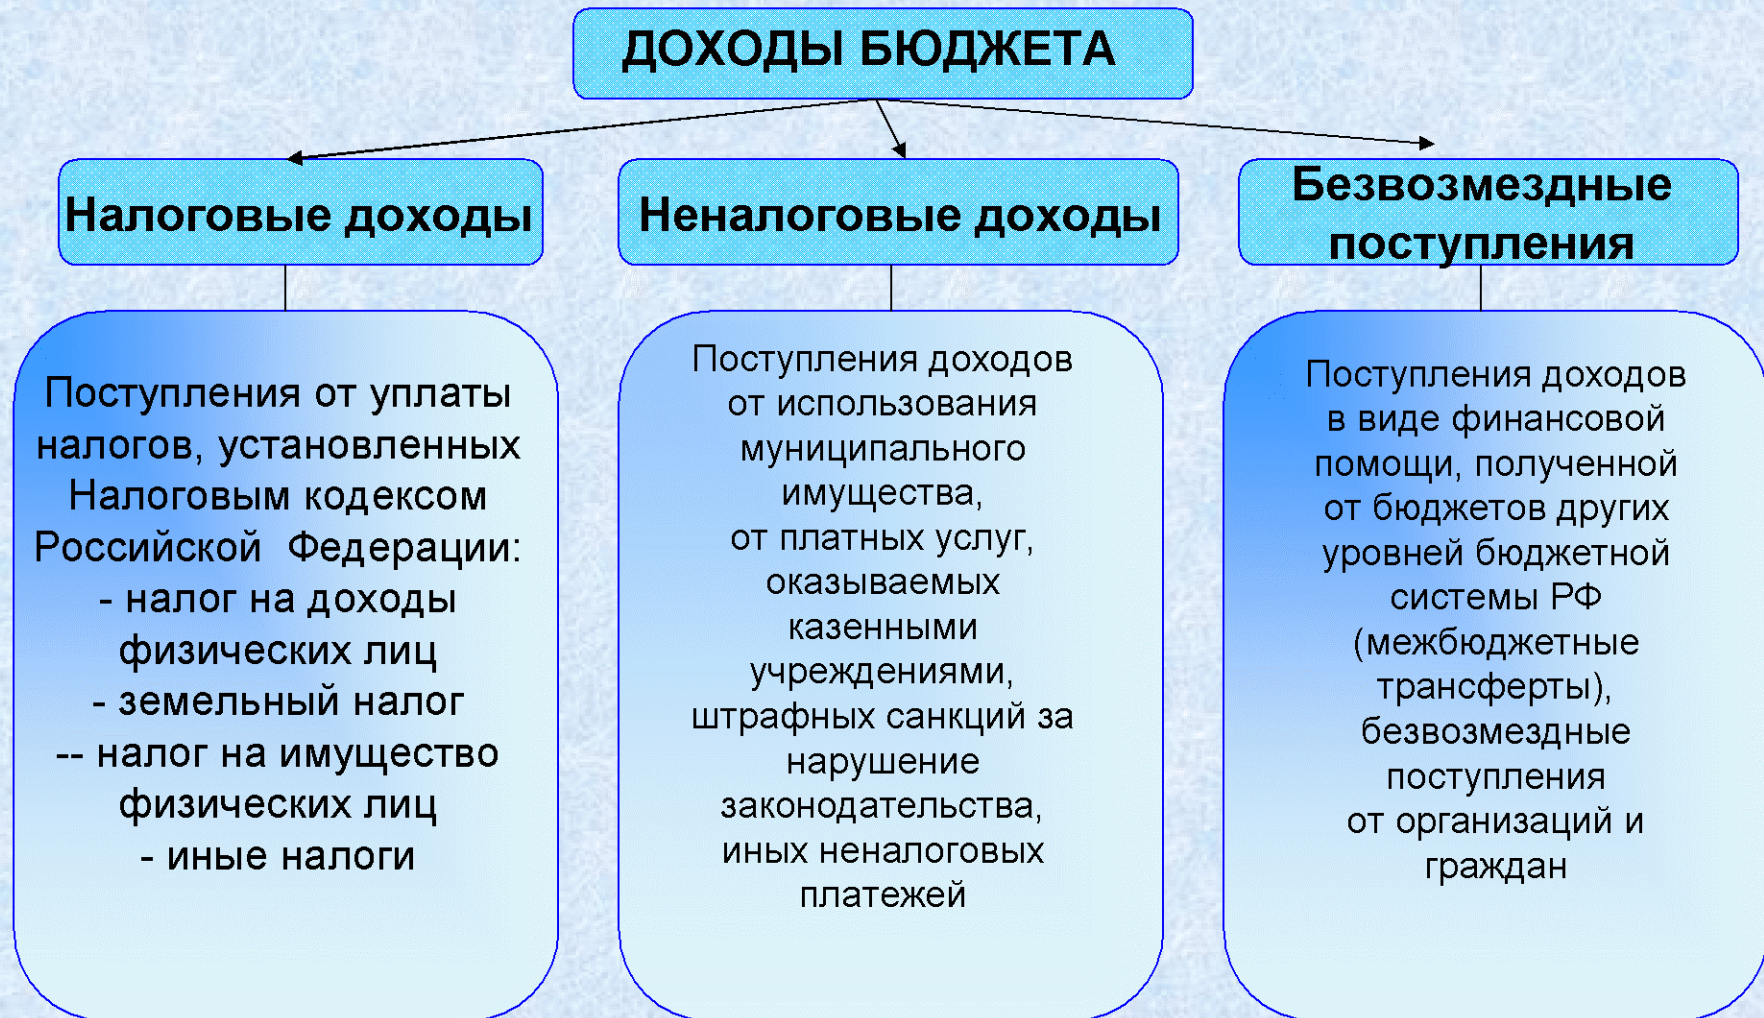 ДОХОДЫ БЮДЖЕТА
Налоговые доходы
Неналоговые доходы
Безвозмездные
поступления
Поступления от уплаты
налогов, установленных
Налоговым кодексом
Российской Федерации:
- налог на доходы
физических лиц
- земельный налог
-- налог на имущество
физических лиц
- иные налоги
Поступления доходов
от использования
муниципального
имущества,
от платных услуг,
оказываемых
казенными
учреждениями,
штрафных санкций за
нарушение
законодательства,
иных неналоговых
платежей
Поступления доходов
в виде финансовой
помощи, полученной
от бюджетов других
уровней бюджетной
системы РФ
(межбюджетные
трансферты),
безвозмездные
поступления
от организаций и
граждан